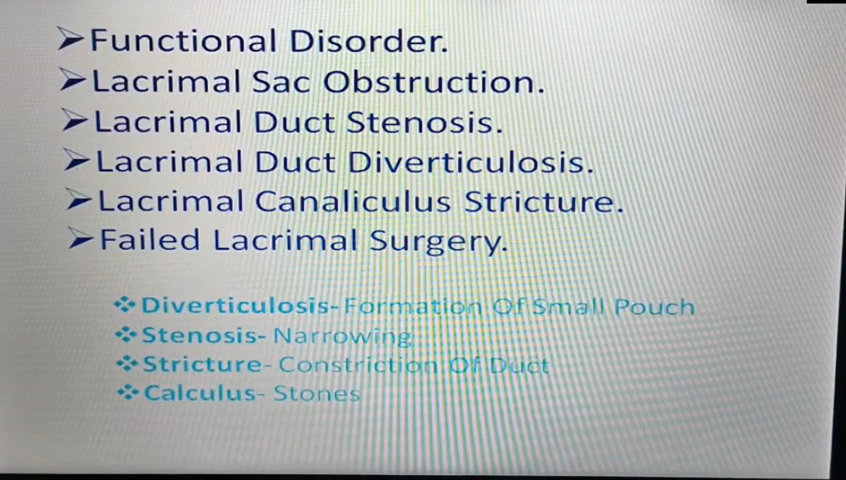 ➢Functional Disorder.
➢Lacrimal Sac Obstruction.
➢Lacrimal Duct Stenosis.
➢Lacrimal Duct Diverticulosis.
➢Lacrimal Canaliculus Stricture.
➢Failed Lacrimal Surgery.
❖Diverticulosis-Formation Of Small Pouch
❖Stenosis- Narrowing
❖Stricture- Constriction Of Duct
❖Calculus- Stones